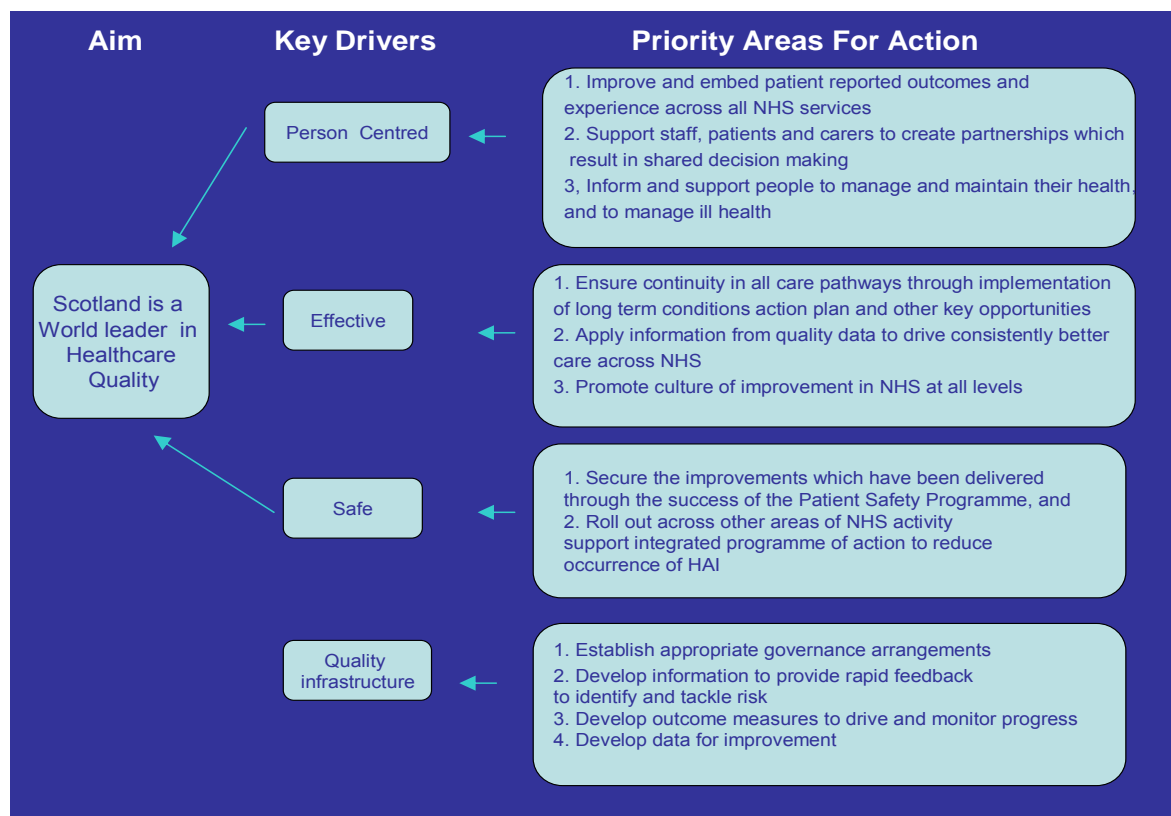 Aim
Key Drivers
Priority Areas For Action
Person Centred
1. Improve and embed patient reported outcomes and
experience across all NHS services
2. Support staff, patients and carers to create partnerships which
result in shared decision making
3, Inform and support people to manage and maintain their health,
and to manage ill health
Scotland is a
World leader in
Healthcare
Quality
Effective
1. Ensure continuity in all care pathways through implementation
of long term conditions action plan and other key opportunities
2. Apply information from quality data to drive consistently better
care across NHS
3. Promote culture of improvement in NHS at all levels
Safe
1. Secure the improvements which have been delivered
through the success of the Patient Safety Programme, and
2. Roll out across other areas of NHS activity
support integrated programme of action to reduce
occurrence of HAI
Quality
infrastructure
1. Establish appropriate governance arrangements
2. Develop information to provide rapid feedback
to identify and tackle risk
3. Develop outcome measures to drive and monitor progress
4. Develop data for improvement